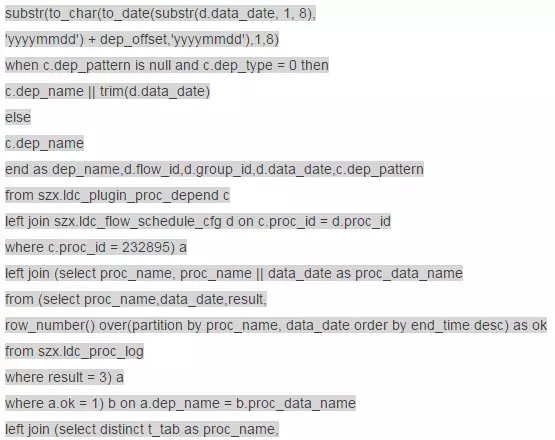 substr(to_char(to_date(substr(d.data_date, 1, 8),
'yyyymmdd') + dep_offset,'yyyymmdd'),1,8)
when c.dep_pattern is null and c.dep_type = 0 then
c.dep_name || trim(d.data_date)
else
c.dep_name
end as dep_name,d.flow_id,d.group_id,d.data_date,c.dep_pattern
from szx.ldc_plugin_proc_depend c
left join szx.ldc_flow_schedule_cfg d on c.proc_id = d.proc_id
where c.proc_id = 232895) a
left join (select proc_name, proc_name || data_date as proc_data_name
from (select proc_name,data_date,result,
row_number() over(partition by proc_name, data_date order by end_time desc) as ok
from szx.ldc_proc_log
where result = 3) a
where a.ok = 1) b on a.dep_name = b.proc_data_name
left join (select distinct t_tab as proc_name,